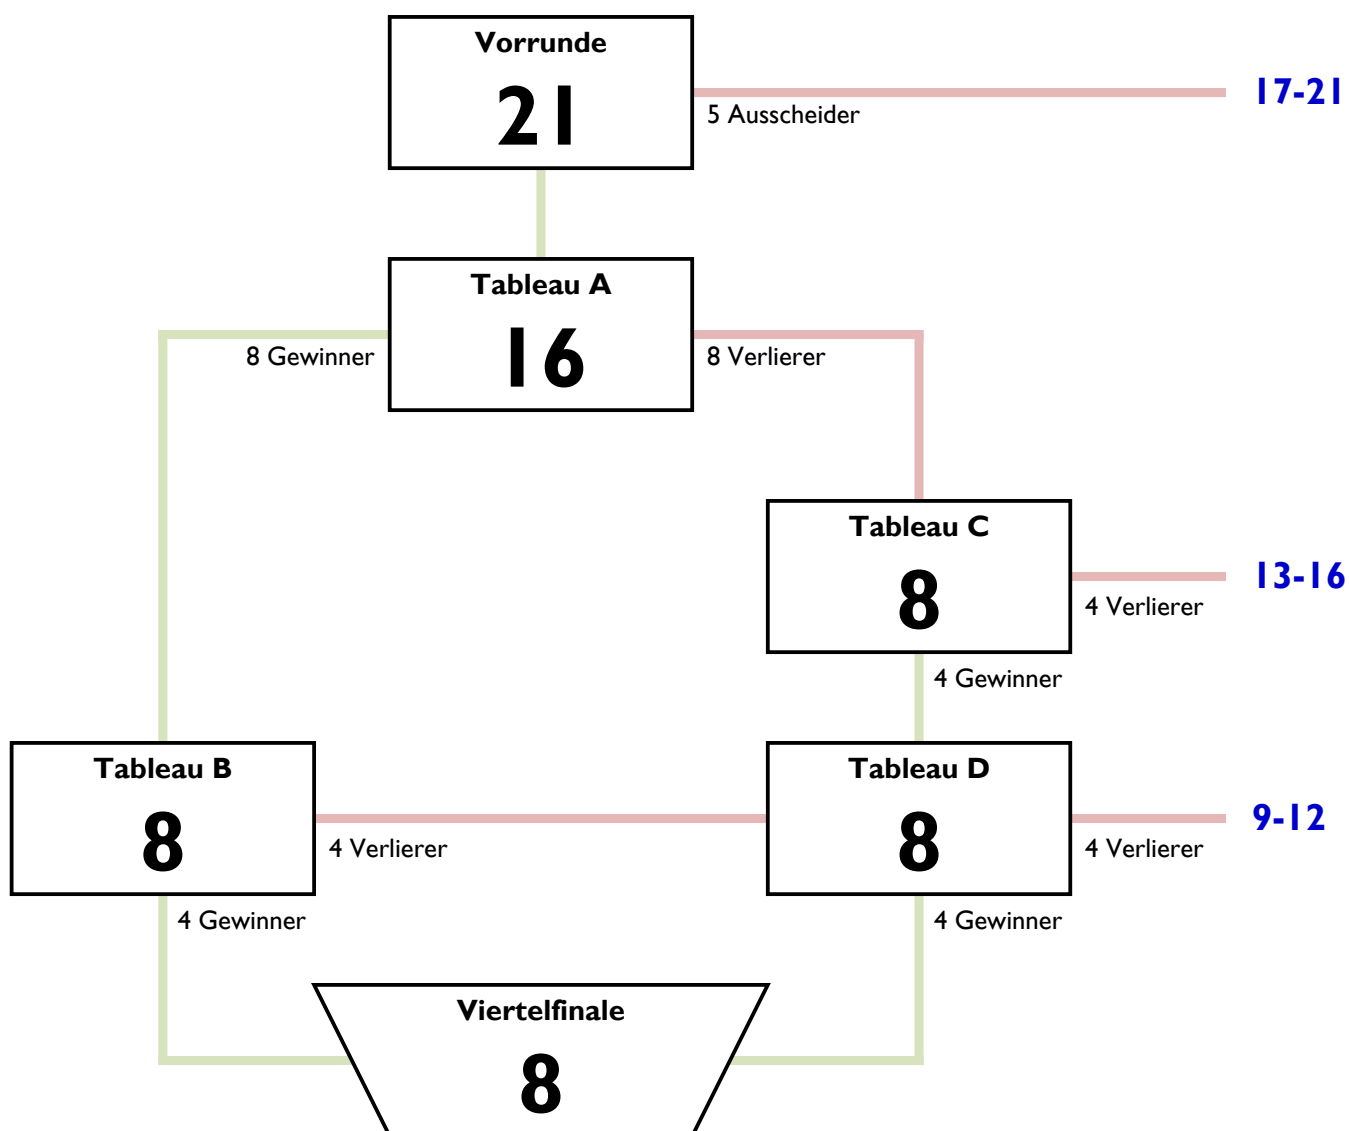 Vorrunde
21
17-21
5 Ausscheider
Tableau A
16
8 Gewinner
8 Verlierer
Tableau C
8
13-16
4 Verlierer
4 Gewinner
Tableau B
8
4 Verlierer
4 Gewinner
Tableau D
8
9-12
4 Verlierer
4 Gewinner
Viertelfinale
8